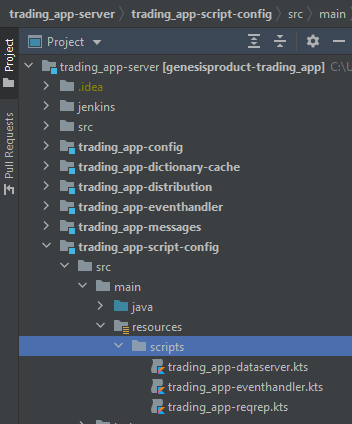 trading_app-server › trading_app-script-config › src › main
Project
Project
trading_app-server [genesisproduct-trading_app] C:\U
.idea
jenkins
src
trading_app-config
trading_app-dictionary-cache
trading_app-distribution
Pull Requests
trading_app-eventhandler
trading_app-messages
trading_app-script-config
src
main
java
resources
scripts
trading_app-dataserver.kts
trading_app-eventhandler.kts
trading_app-reqrep.kts